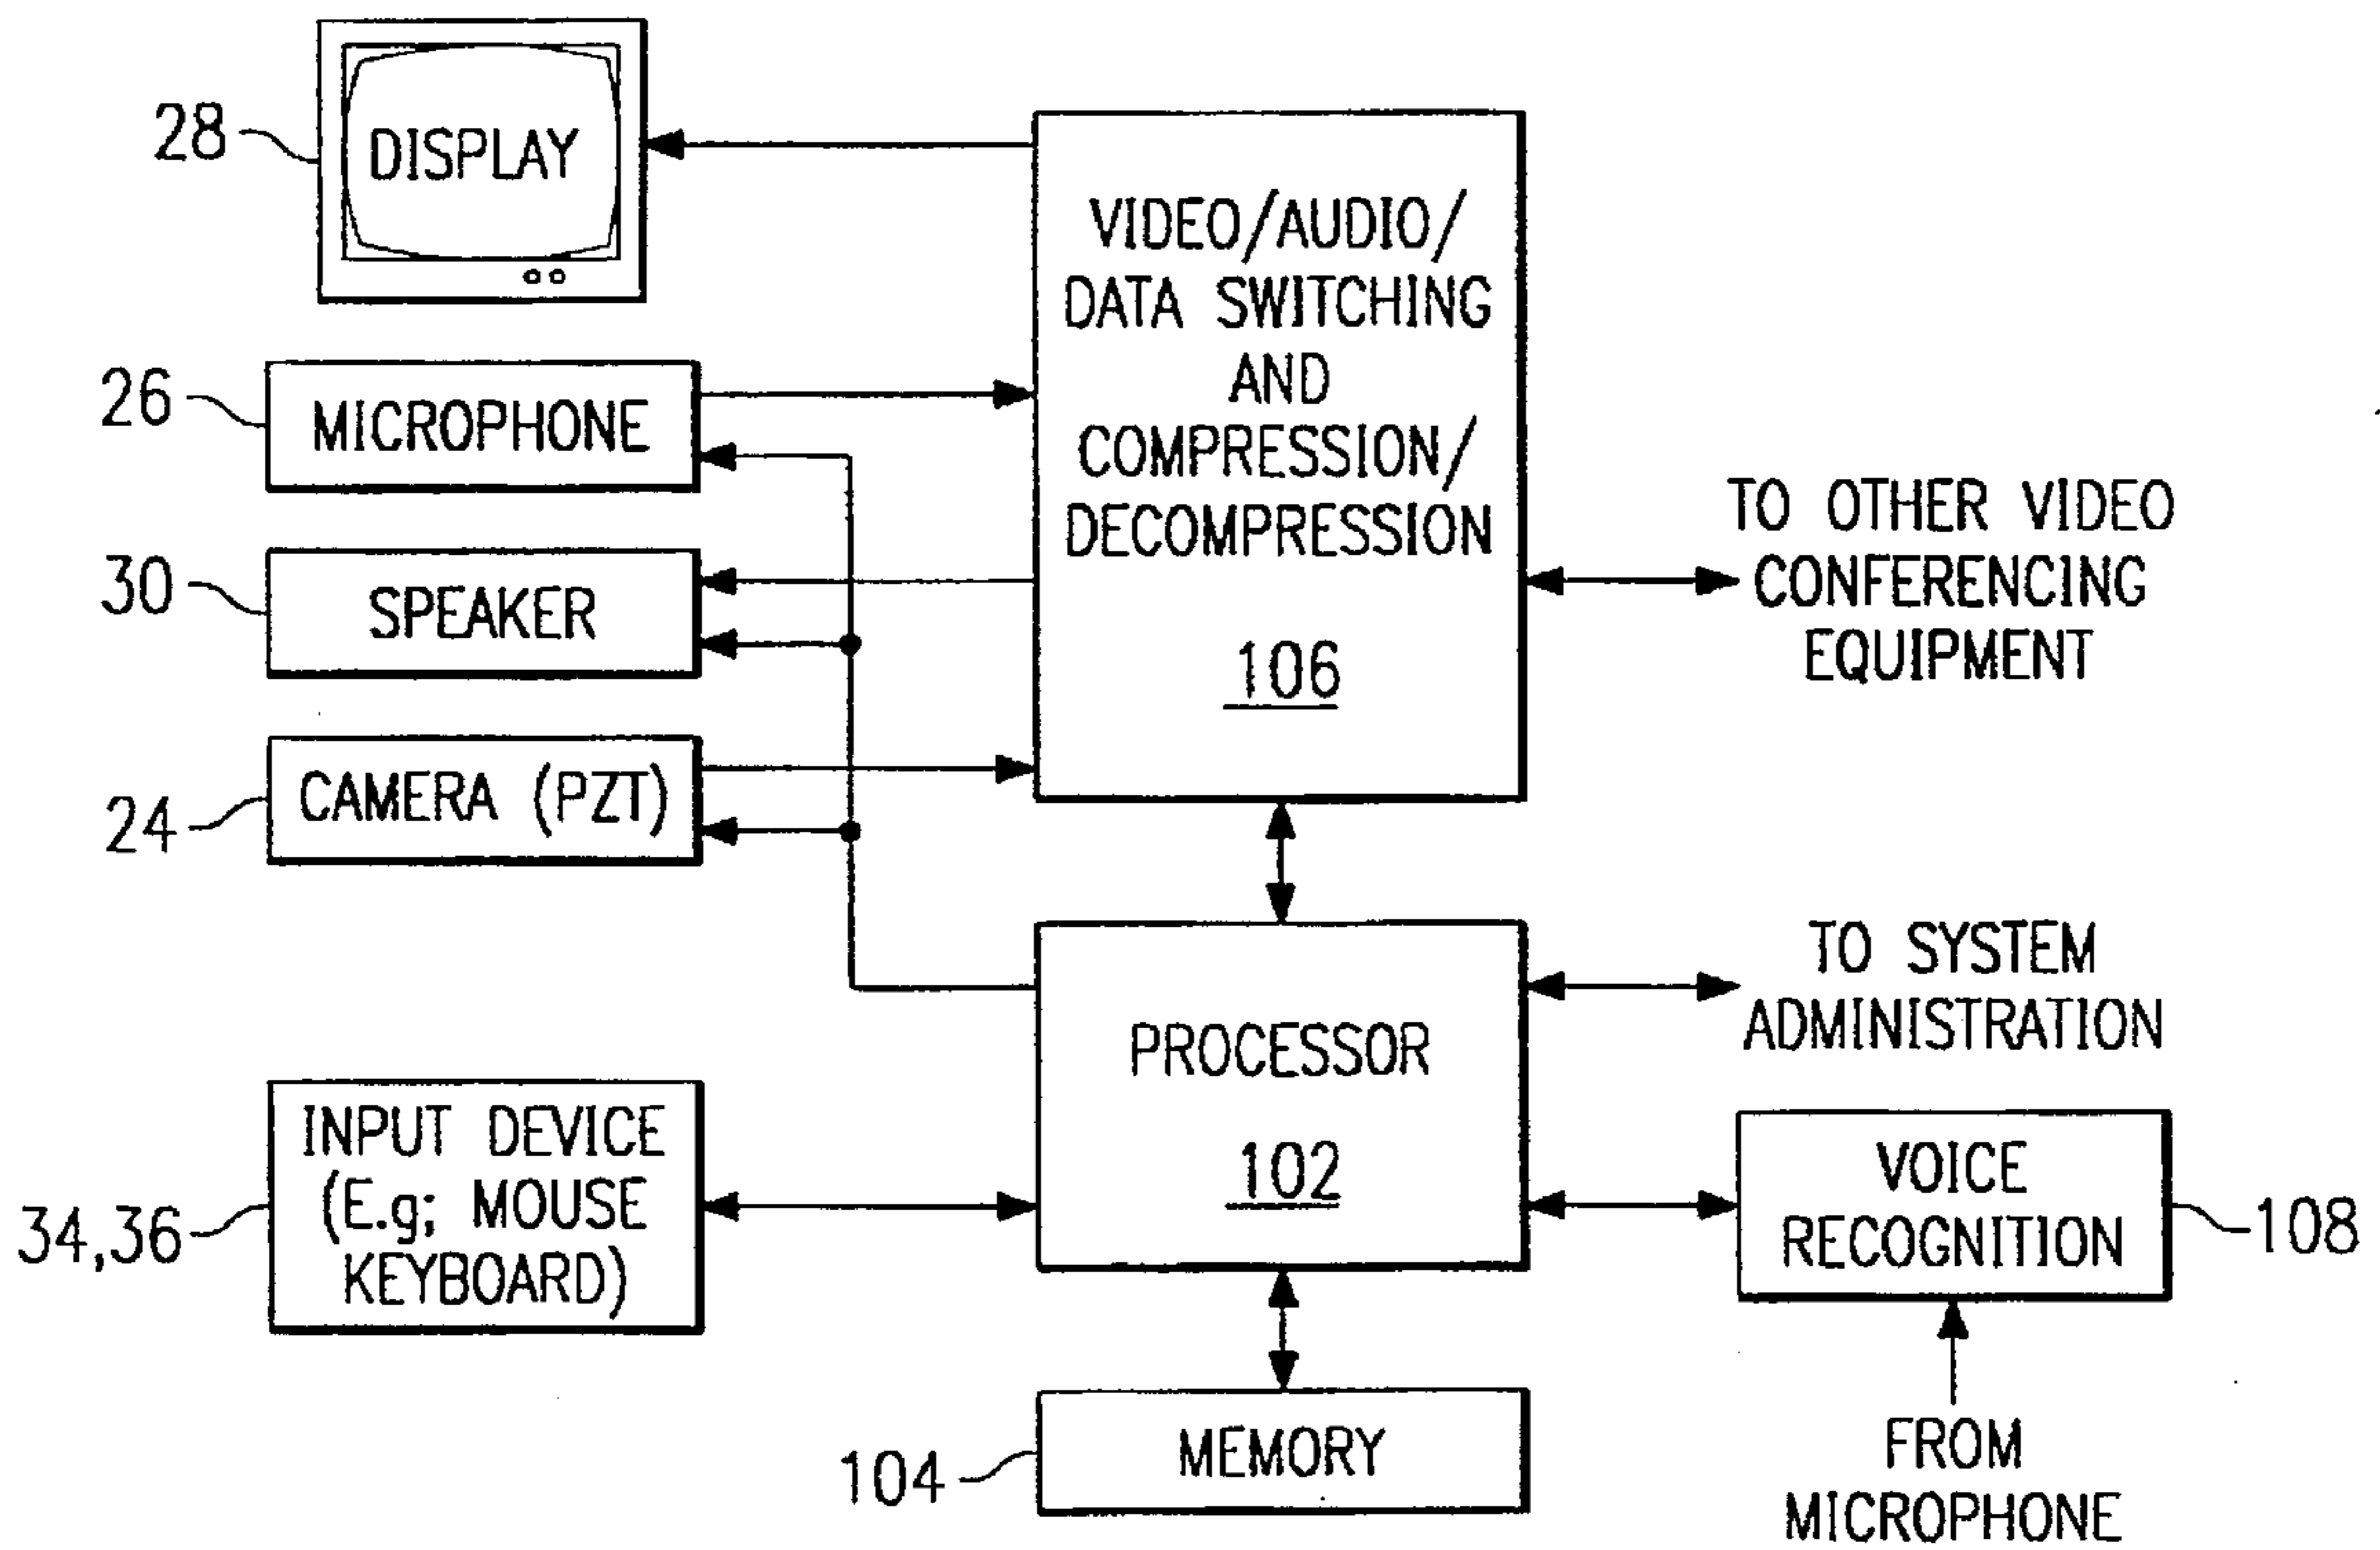 28
DISPLAY
26
MICROPHONE
30
SPEAKER
24
CAMERA (PZT)
34,36
INPUT DEVICE
(E.g; MOUSE
KEYBOARD)
VIDEO/AUDIO/
DATA SWITCHING
AND
COMPRESSION/
DECOMPRESSION
106
TO OTHER VIDEO
CONFERENCING
EQUIPMENT
PROCESSOR
102
TO SYSTEM
ADMINISTRATION
VOICE
RECOGNITION
108
FROM
MICROPHONE
104
MEMORY